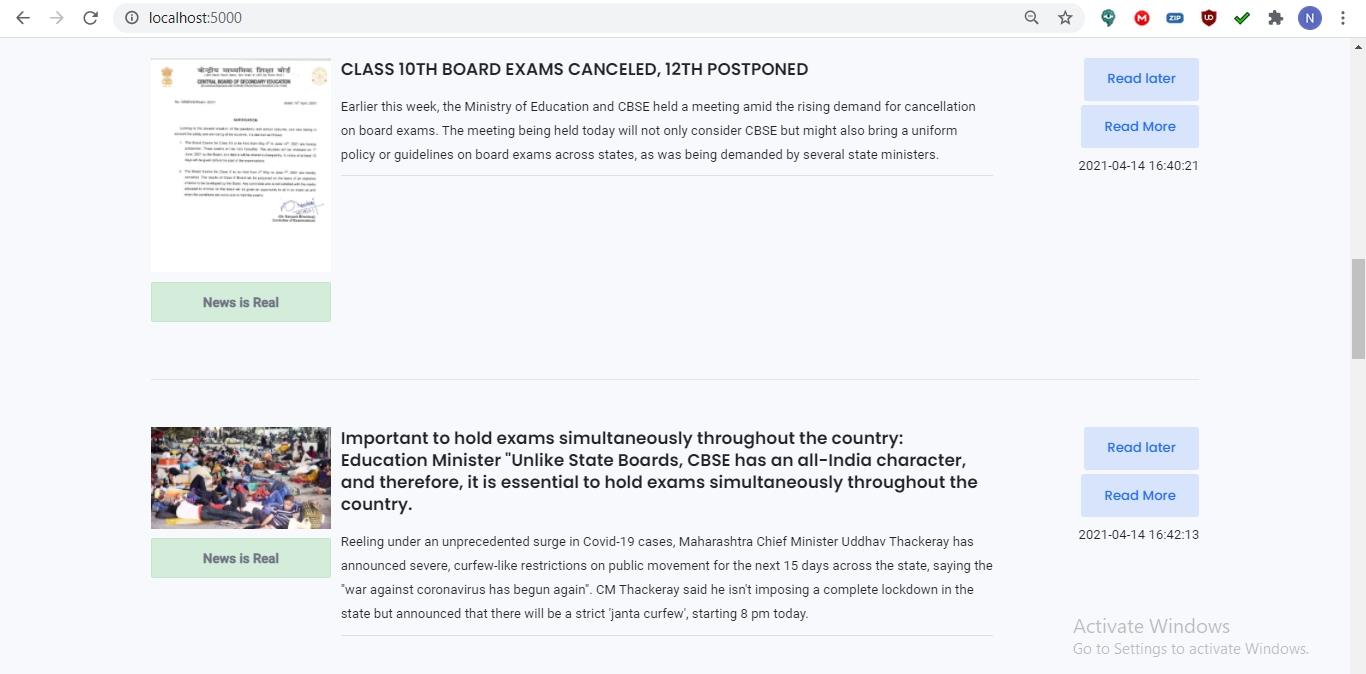 localhost:5000
ZIP
N
केन्द्रीय माध्यमिक शिक्षा बोर्ड
CENTRAL BOARD OF SECONDARY EDUCATION
NOTIFICATION
CLASS 10TH BOARD EXAMS CANCELED, 12TH POSTPONED
Earlier this week, the Ministry of Education and CBSE held a meeting amid the rising demand for cancellation
on board exams. The meeting being held today will not only consider CBSE but might also bring a uniform
policy or guidelines on board exams across states, as was being demanded by several state ministers.
Read later
Read More
2021-04-14 16:40:21
News is Real
Important to hold exams simultaneously throughout the country:
Education Minister "Unlike State Boards, CBSE has an all-India character,
and therefore, it is essential to hold exams simultaneously throughout the
country.
Reeling under an unprecedented surge in Covid-19 cases, Maharashtra Chief Minister Uddhav Thackeray has
announced severe, curfew-like restrictions on public movement for the next 15 days across the state, saying the
"war against coronavirus has begun again". CM Thackeray said he isn't imposing a complete lockdown in the
state but announced that there will be a strict 'janta curfew', starting 8 pm today.
Read later
Read More
2021-04-14 16:42:13
News is Real
Activate Windows
Go to Settings to activate Windows.